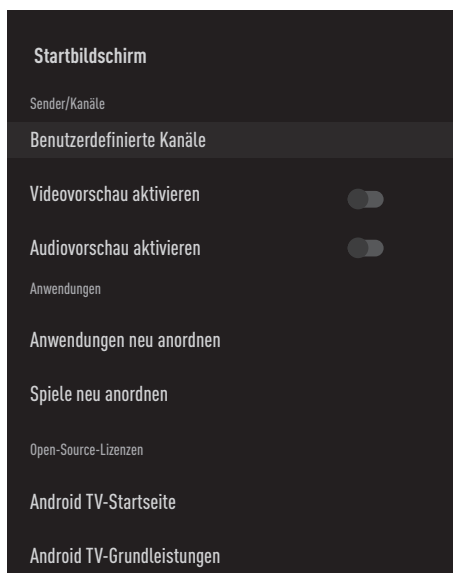 Startbildschirm
Sender/Kanäle
Benutzerdefinierte Kanäle
Videovorschau aktivieren
Audiovorschau aktivieren
Anwendungen
Anwendungen neu anordnen
Spiele neu anordnen
Open-Source-Lizenzen
Android TV-Startseite
Android TV-Grundleistungen